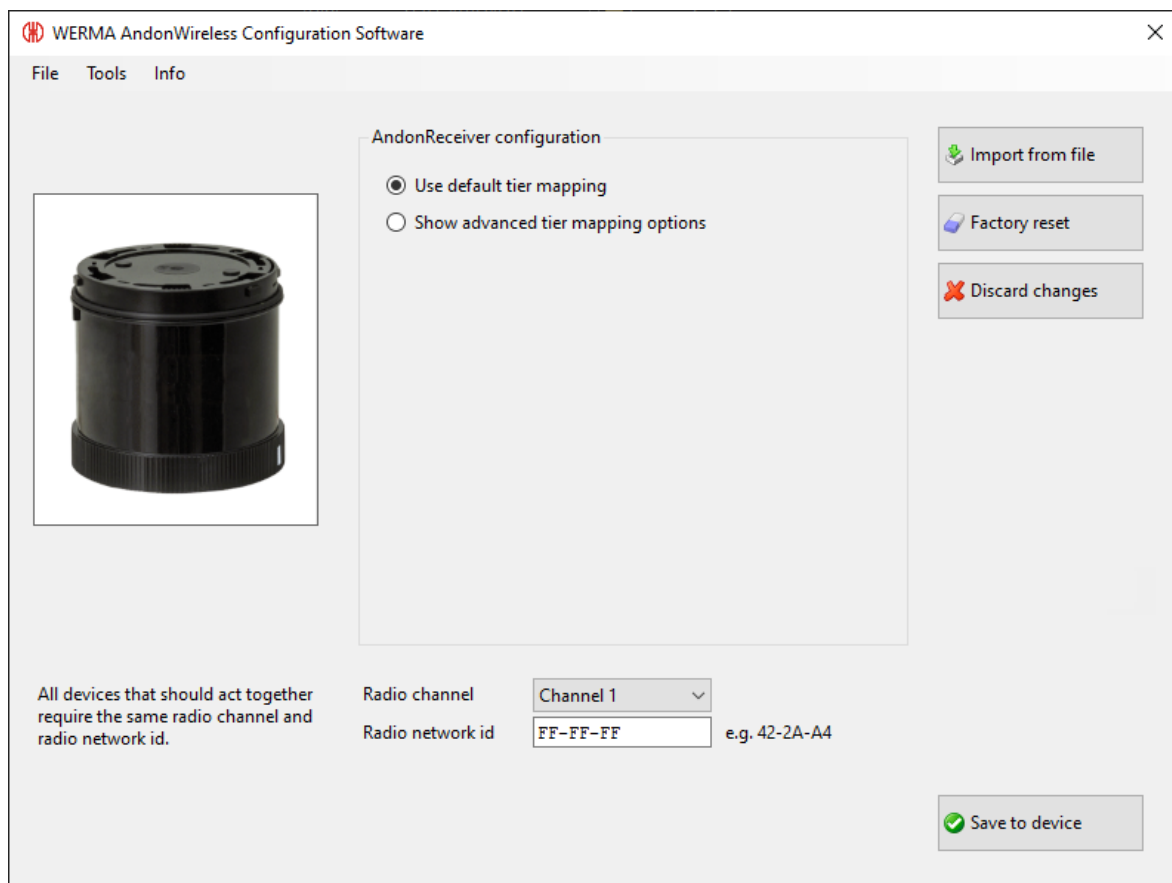 WERMA AndonWireless Configuration Software
File Tools Info
AndonReceiver configuration
Use default tier mapping
Show advanced tier mapping options
Import from file
Factory reset
Discard changes
All devices that should act together
require the same radio channel and
radio network id.
Radio channel Channel 1
Radio network id FF-FF-FF e.g. 42-2A-A4
Save to device